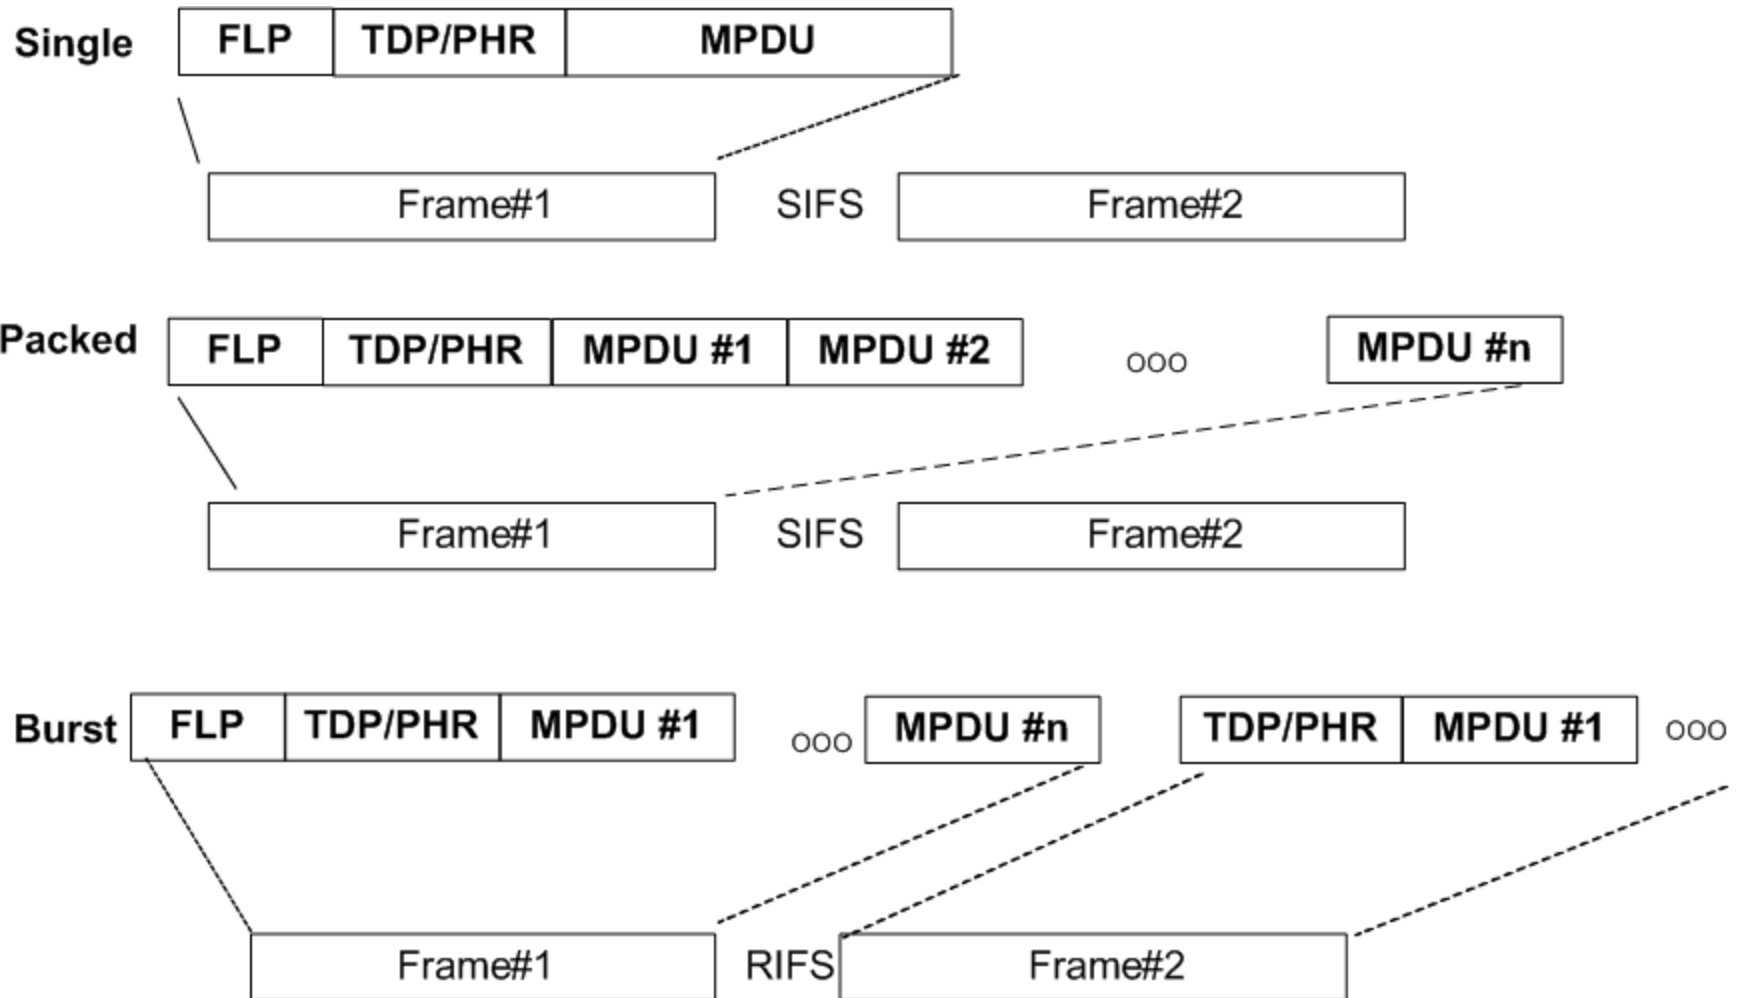 Single FLP TDP/PHR MPDU
Frame#1 SIFS Frame#2
Packed FLP TDP/PHR MPDU #1 MPDU #2 ooo MPDU #n
Frame#1 SIFS Frame#2
Burst FLP TDP/PHR MPDU #1 ooo MPDU #n TDP/PHR MPDU #1 ooo
Frame#1 RIFS Frame#2